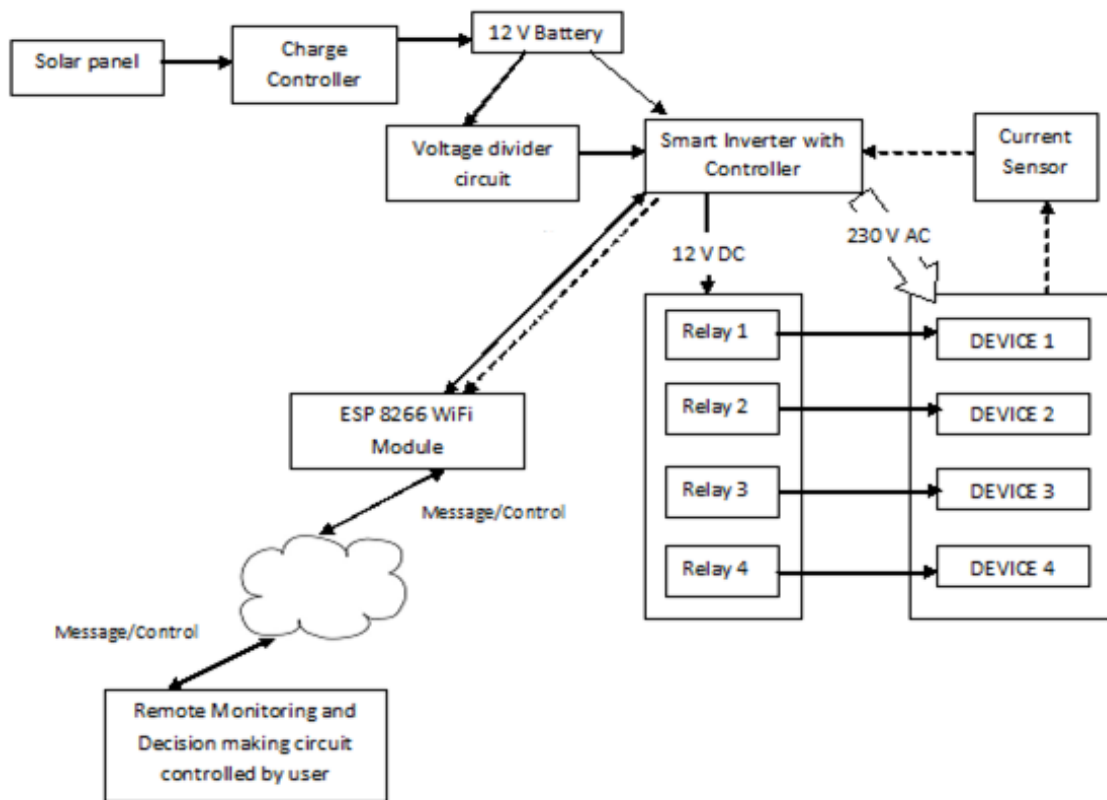 12 V Battery
Solar panel
Charge
Controller
Voltage divider
circuit
Smart Inverter with
Controller
Current
Sensor
12 V DC
230 V AC
Relay 1
DEVICE 1
Relay 2
DEVICE 2
Relay 3
DEVICE 3
Relay 4
DEVICE 4
ESP 8266 WiFi
Module
Message/Control
Message/Control
Remote Monitoring and
Decision making circuit
controlled by user